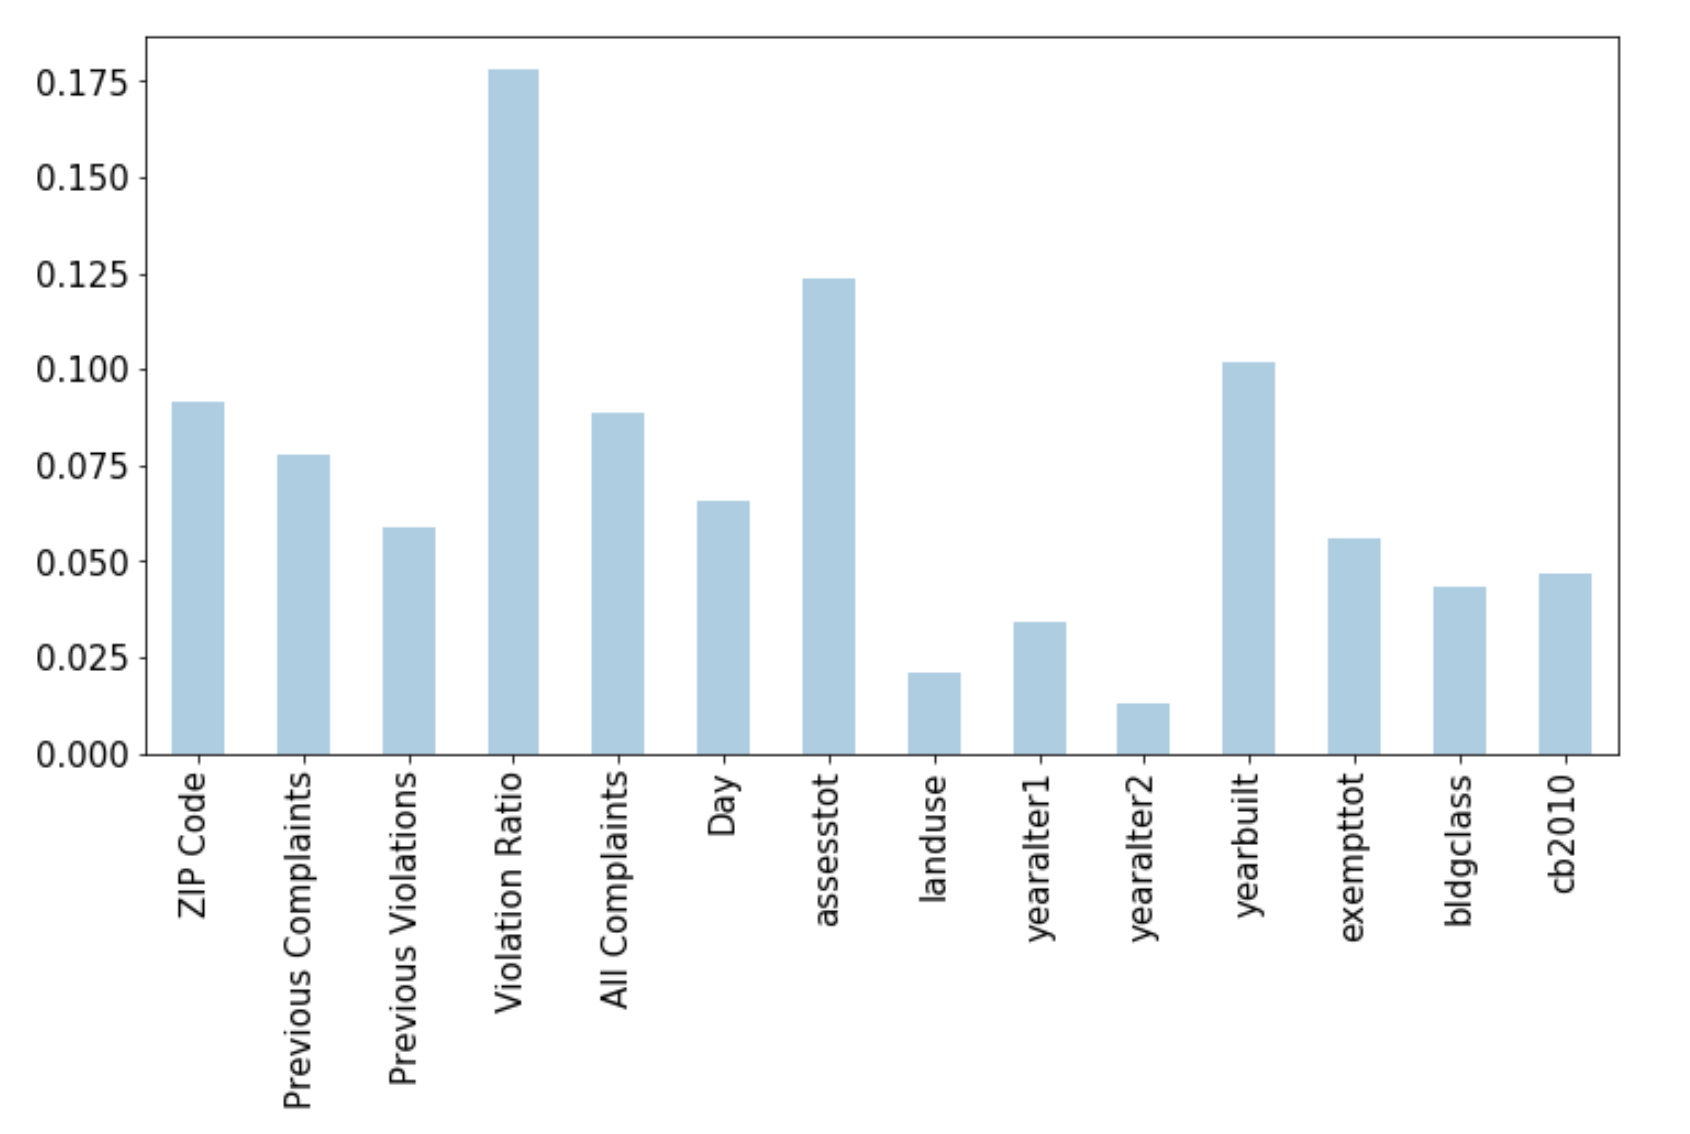 0.175
0.150
0.125
0.100
0.075
0.050
0.025
0.000
ZIP Code
Previous Complaints
Previous Violations
Violation Ratio
All Complaints
Day
assesstot
landuse
yearalter1
yearalter2
yearbuilt
exempttot
bldgclass
cb2010